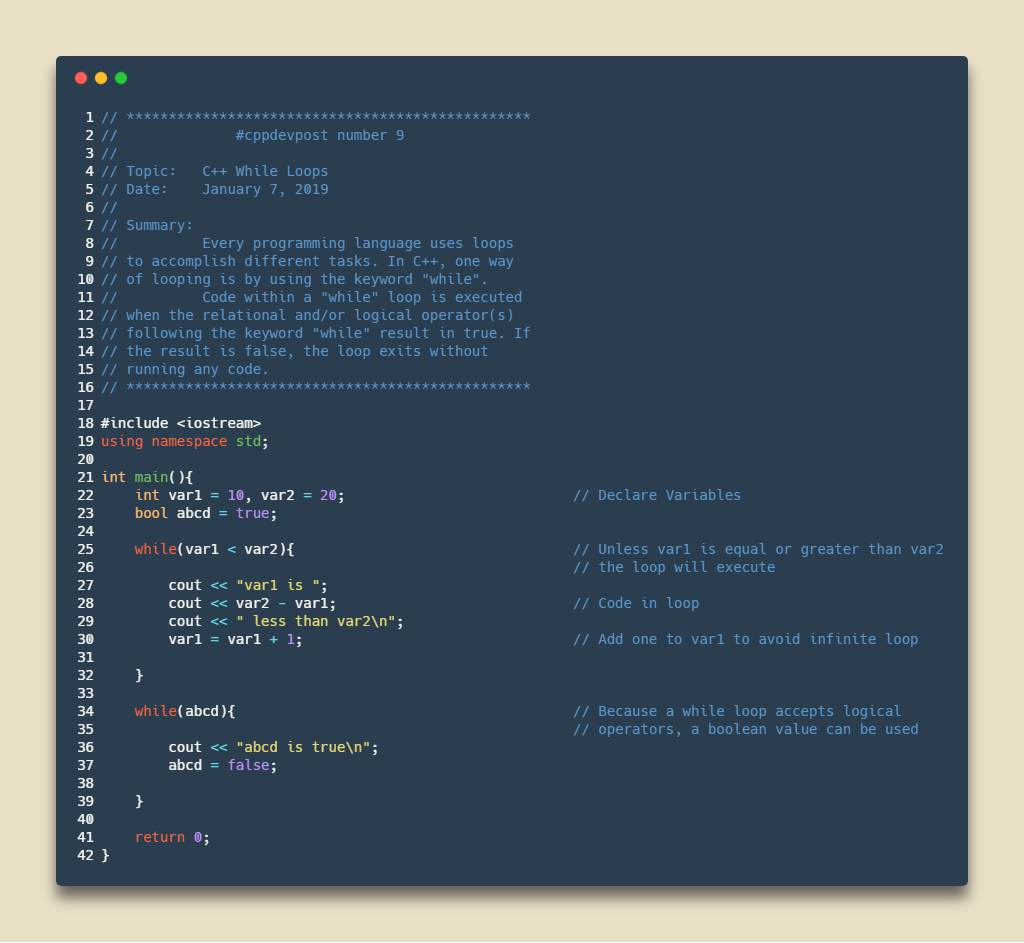 1 // ************************************************
2 //              #cppdevpost number 9
3 //
4 // Topic:   C++ While Loops
5 // Date:    January 7, 2019
6 //
7 // Summary:
8 //          Every programming language uses loops
9 // to accomplish different tasks. In C++, one way
10 // of looping is by using the keyword "while".
11 //          Code within a "while" loop is executed
12 // when the relational and/or logical operator(s)
13 // following the keyword "while" result in true. If
14 // the result is false, the loop exits without
15 // running any code.
16 // ************************************************
17
18 #include <iostream>
19 using namespace std;
20
21 int main(){
22     int var1 = 10, var2 = 20;                           // Declare Variables
23     bool abcd = true;
24
25     while(var1 < var2){                                 // Unless var1 is equal or greater than var2
26                                                         // the loop will execute
27         cout << "var1 is ";
28         cout << var2 - var1;                            // Code in loop
29         cout << " less than var2\n";
30         var1 = var1 + 1;                                // Add one to var1 to avoid infinite loop
31
32     }
33
34     while(abcd){                                        // Because a while loop accepts logical
35                                                         // operators, a boolean value can be used
36         cout << "abcd is true\n";
37         abcd = false;
38
39     }
40
41     return 0;
42 }